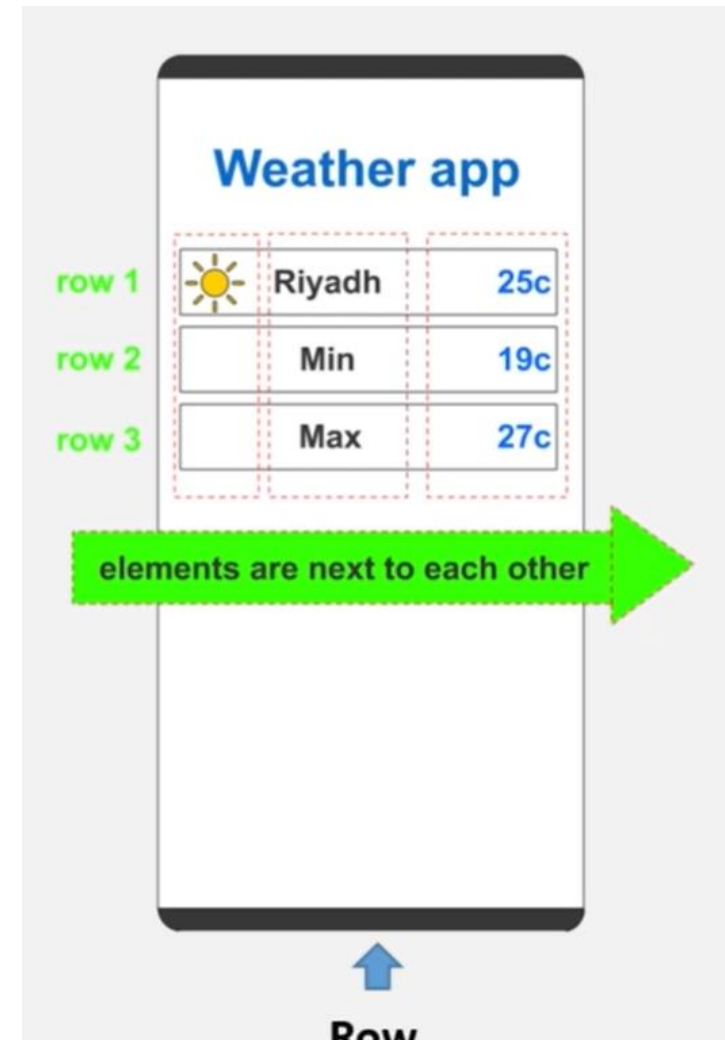 Weather app
row 1 Riyadh 25c
row 2 Min 19c
row 3 Max 27c
elements are next to each other
Row